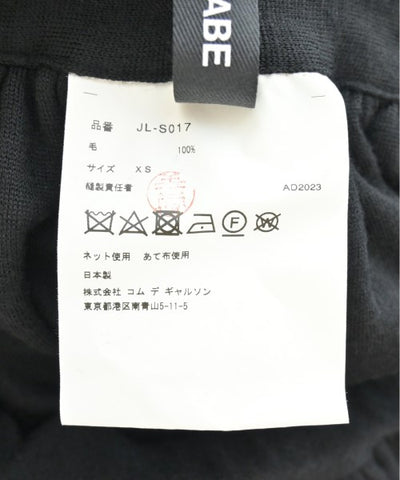 ABE
品番 JL-S017
毛 100%
サイズ XS
縫製責任者 AD2023
ネット使用 あて布使用
日本製
株式会社 コム デ ギャルソン
東京都港区南青山5-11-5